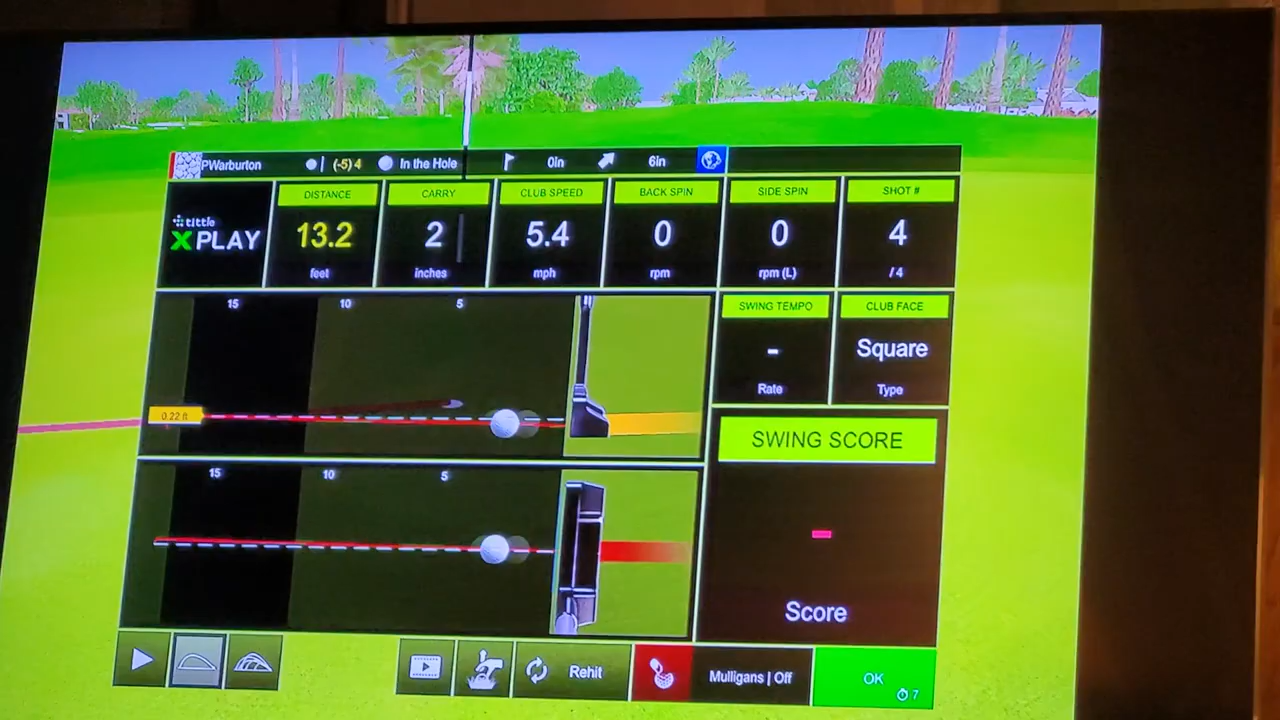 PWarburton (-5) 4 In the Hole 0in 6in
DISTANCE CARRY CLUB SPEED BACK SPIN SIDE SPIN SHOT #
tittle
X PLAY
13.2 2 5.4 0 0 4
feet inches mph rpm rpm (L) / 4
15 10 5
SWING TEMPO CLUB FACE
- Square
Rate Type
0.22 ft
SWING SCORE
15 10 5
-
Score
Rehit Mulligans | Off OK
7